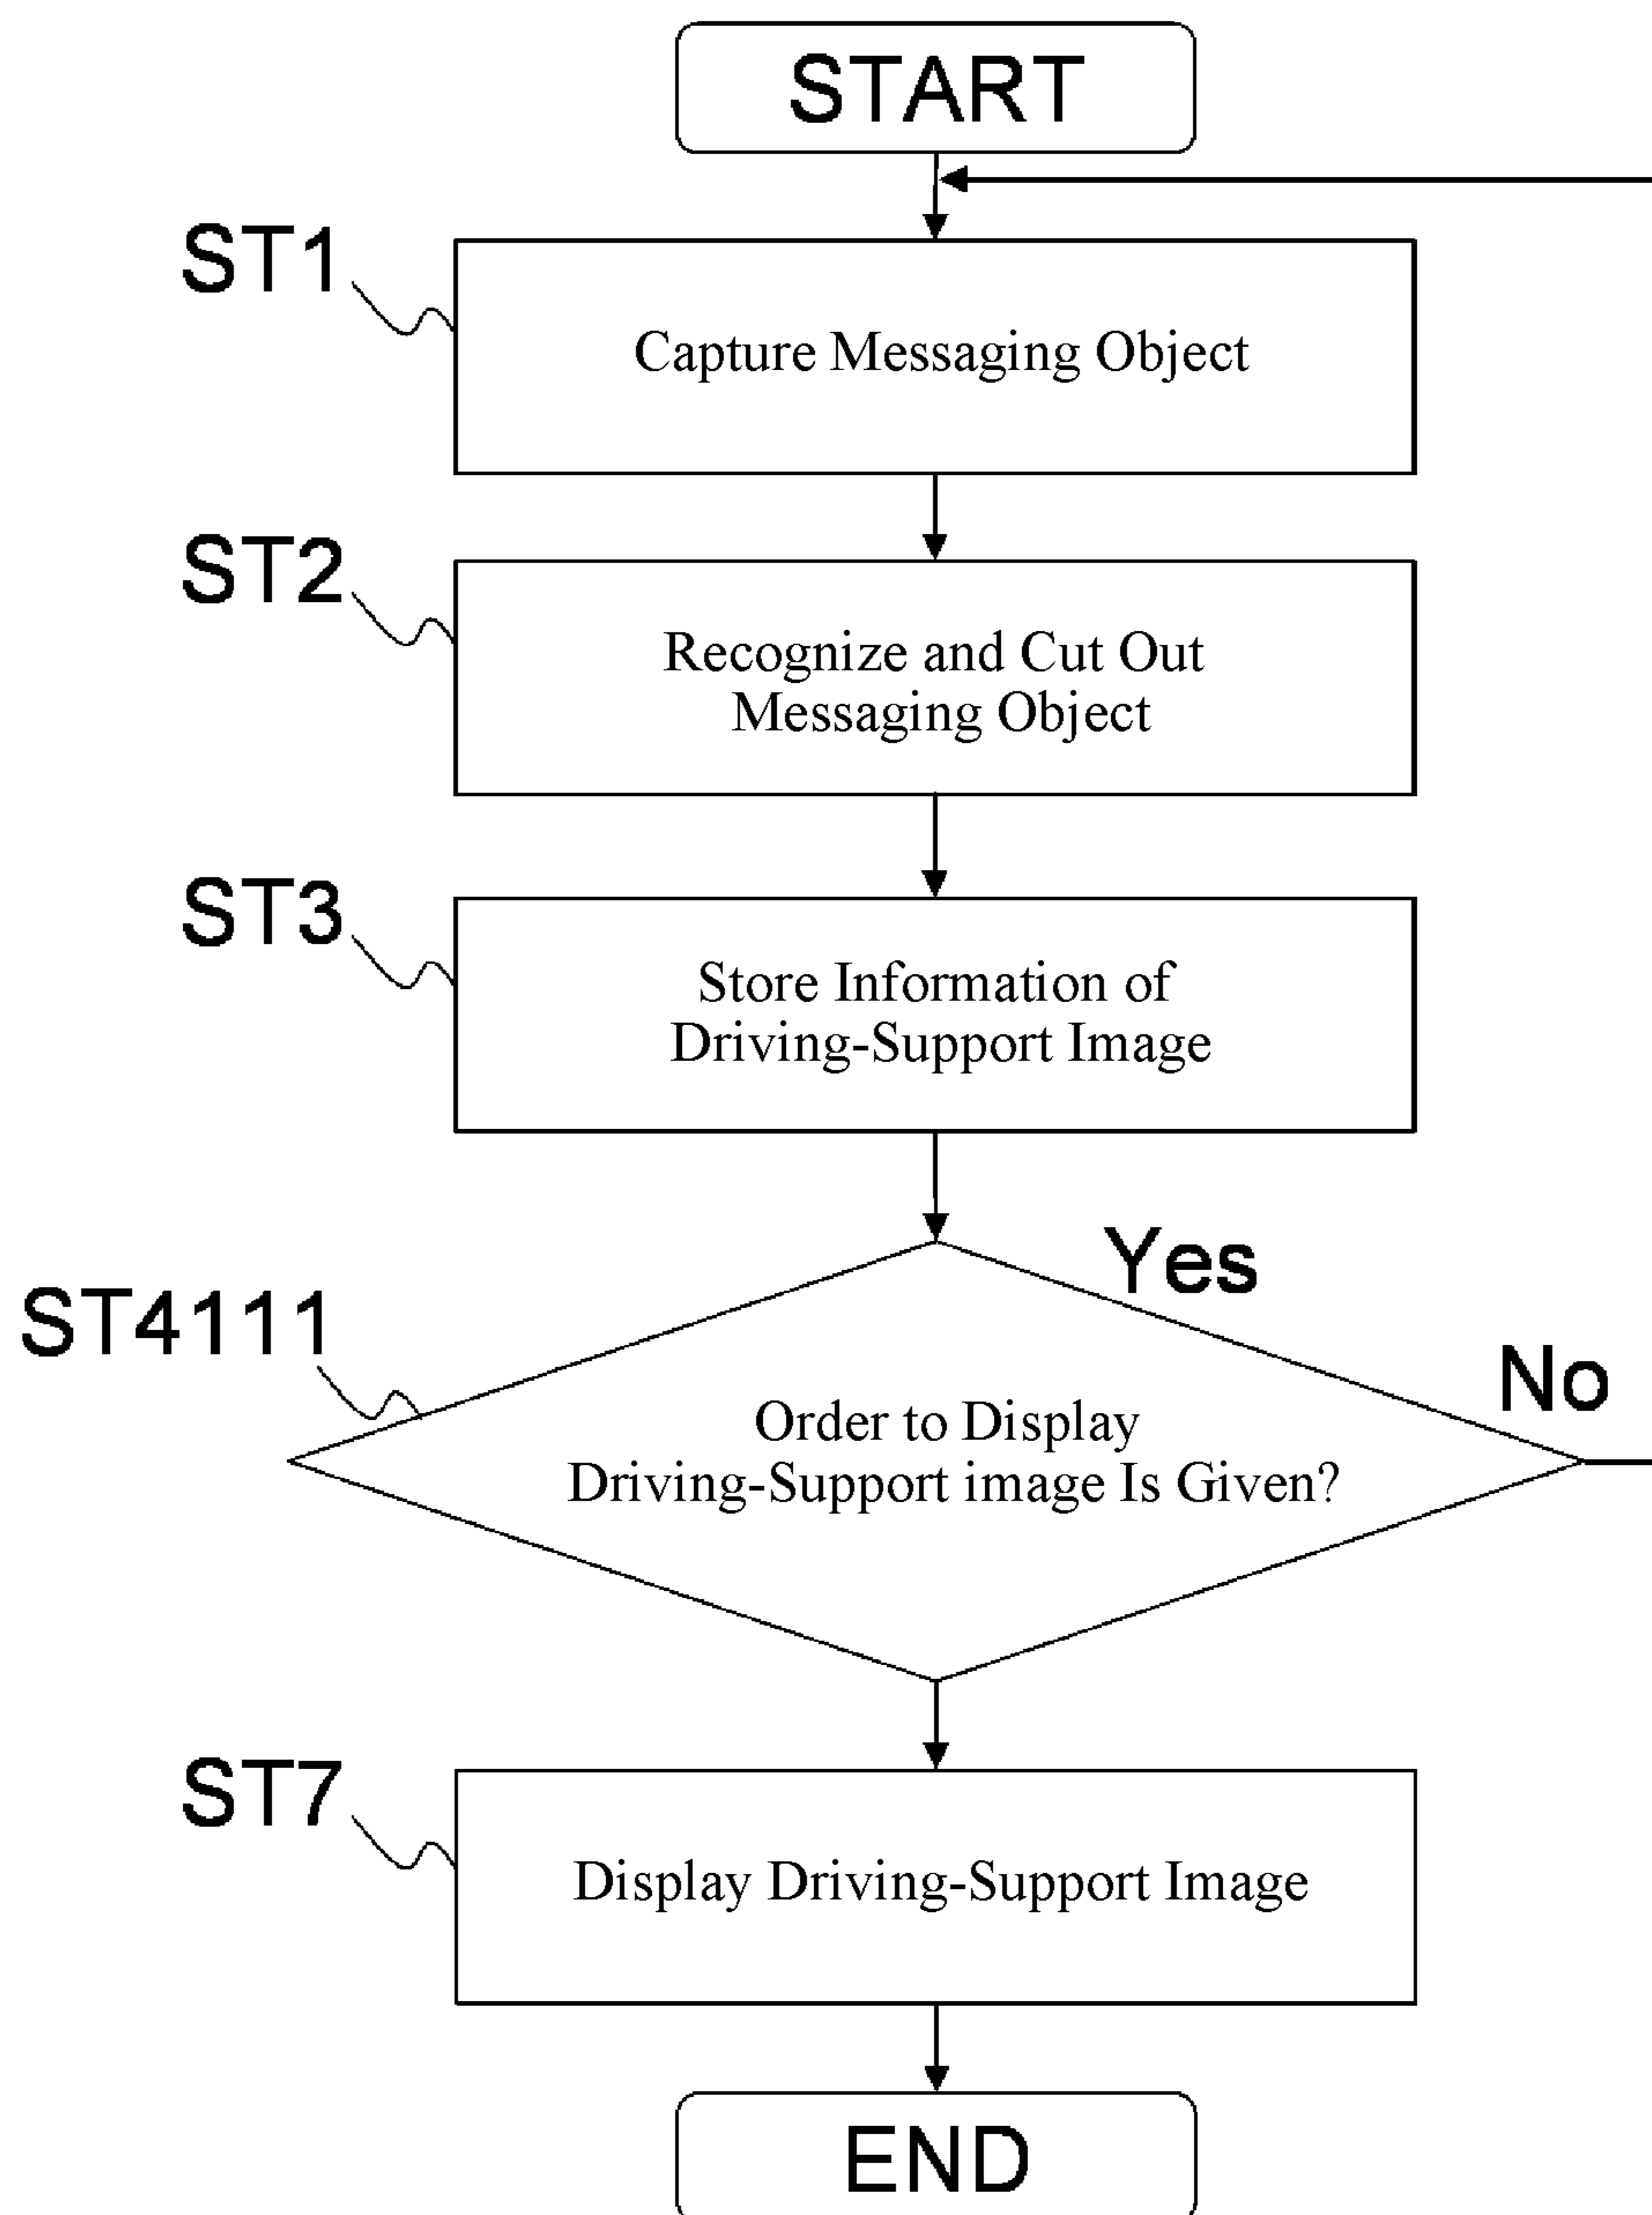 START
ST1
Capture Messaging Object
ST2
Recognize and Cut Out
Messaging Object
ST3
Store Information of
Driving-Support Image
Yes
ST4111
No
Order to Display
Driving-Support image Is Given?
ST7
Display Driving-Support Image
END